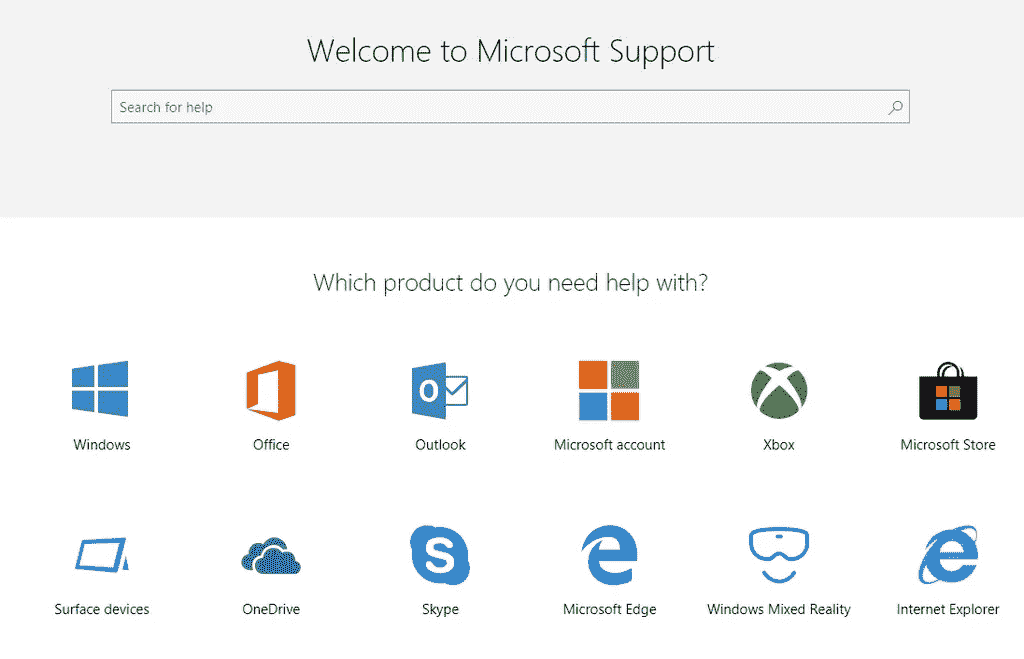 Welcome to Microsoft Support
Search for help
Which product do you need help with?
Windows
Office
Outlook
Microsoft account
Xbox
Microsoft Store
Surface devices
OneDrive
Skype
Microsoft Edge
Windows Mixed Reality
Internet Explorer